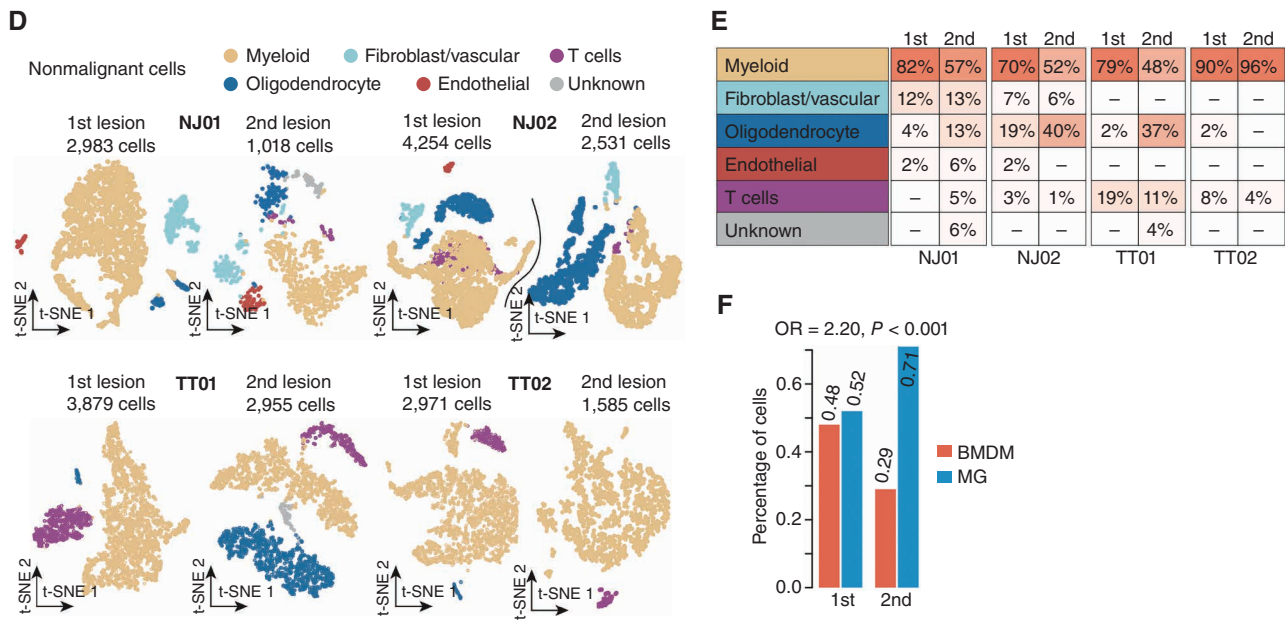 D
Nonmalignant cells
Myeloid
Fibroblast/vascular
T cells
Oligodendrocyte
Endothelial
Unknown
1st lesion
2,983 cells
NJ01
2nd lesion
1,018 cells
1st lesion
4,254 cells
NJ02
2nd lesion
2,531 cells
t-SNE 2
t-SNE 1
t-SNE 2
t-SNE 1
t-SNE 2
t-SNE 1
t-SNE 2
t-SNE 1
1st lesion
3,879 cells
TT01
2nd lesion
2,955 cells
1st lesion
2,971 cells
TT02
2nd lesion
1,585 cells
t-SNE 2
t-SNE 1
t-SNE 2
t-SNE 1
t-SNE 2
t-SNE 1
t-SNE 2
t-SNE 1
E
1st 2nd 1st 2nd 1st 2nd 1st 2nd
Myeloid 82% 57% 70% 52% 79% 48% 90% 96%
Fibroblast/vascular 12% 13% 7% 6% – – – –
Oligodendrocyte 4% 13% 19% 40% 2% 37% 2% –
Endothelial 2% 6% 2% – – – – –
T cells – 5% 3% 1% 19% 11% 8% 4%
Unknown – 6% – – – 4% – –
NJ01 NJ02 TT01 TT02
F
OR = 2.20, P < 0.001
Percentage of cells
0.6
0.4
0.2
0.0
0.48
0.52
0.29
0.71
1st 2nd
BMDM
MG